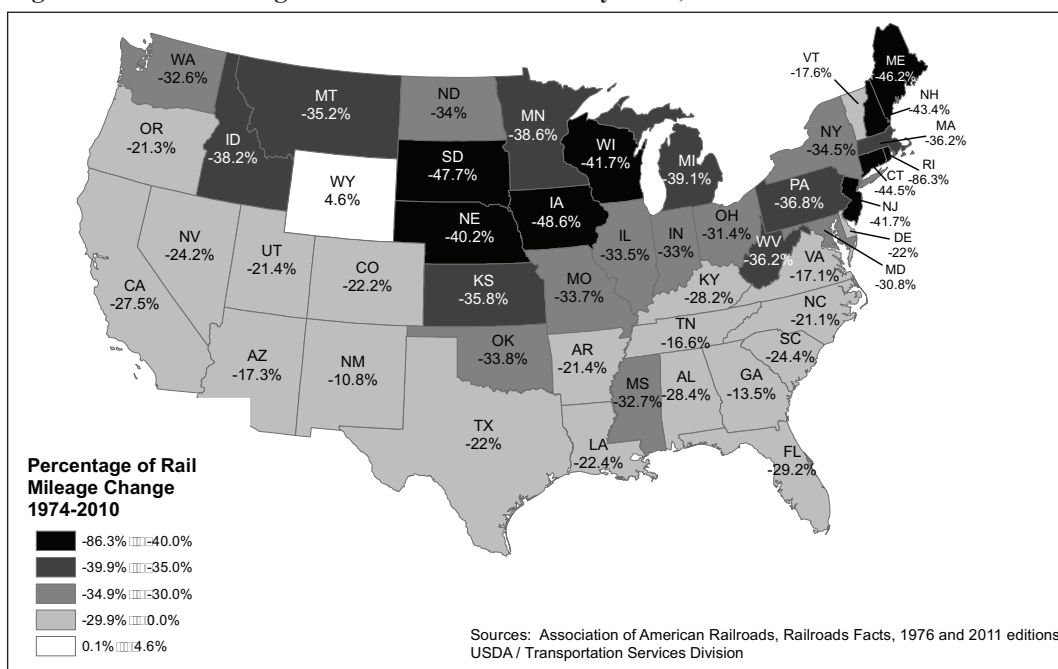 WA
-32.6%
OR
-21.3%
CA
-27.5%
ID
-38.2%
NV
-24.2%
MT
-35.2%
WY
4.6%
UT
-21.4%
AZ
-17.3%
CO
-22.2%
NM
-10.8%
ND
-34%
SD
-47.7%
NE
-40.2%
KS
-35.8%
OK
-33.8%
TX
-22%
MN
-38.6%
IA
-48.6%
MO
-33.7%
AR
-21.4%
LA
-22.4%
WI
-41.7%
IL
-33.5%
MI
-39.1%
IN
-33%
OH
-31.4%
KY
-28.2%
TN
-16.6%
MS
-32.7%
AL
-28.4%
GA
-13.5%
FL
-29.2%
SC
-24.4%
NC
-21.1%
VA
-17.1%
WV
-36.2%
PA
-36.8%
NY
-34.5%
VT
-17.6%
ME
-46.2%
NH
-43.4%
MA
-36.2%
RI
-86.3%
CT
-44.5%
NJ
-41.7%
DE
-22%
MD
-30.8%
Percentage of Rail
Mileage Change
1974-2010
-86.3% -40.0%
-39.9% -35.0%
-34.9% -30.0%
-29.9% 0.0%
0.1% 4.6%
Sources: Association of American Railroads, Railroads Facts, 1976 and 2011 editions
USDA / Transportation Services Division